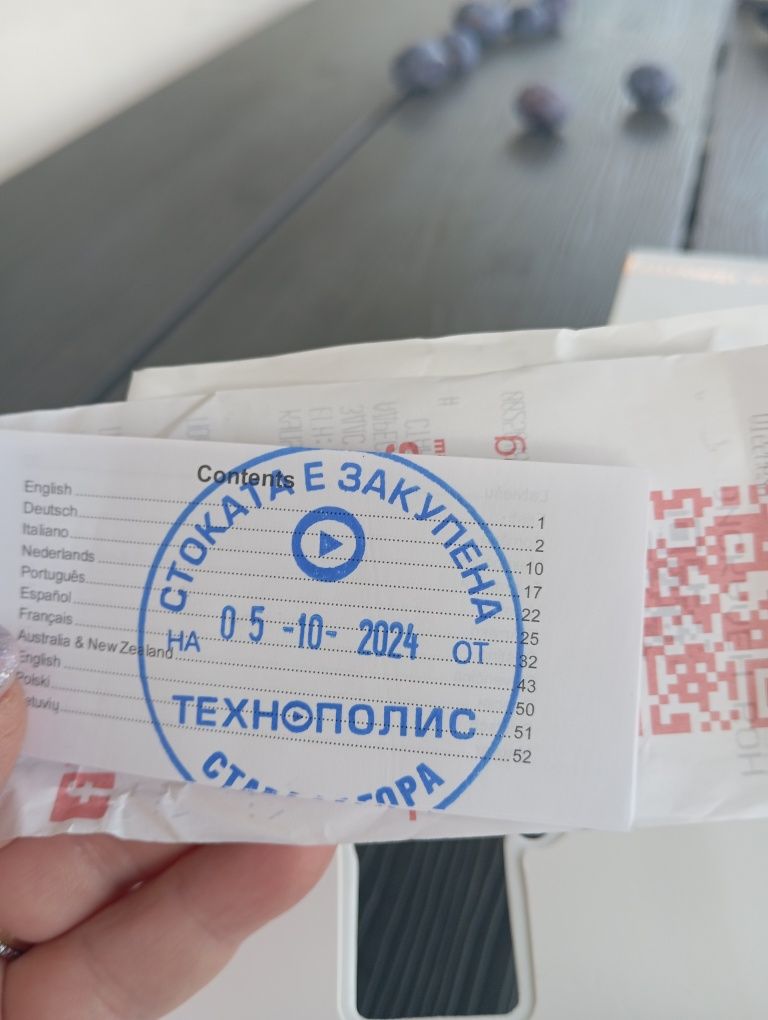 Contents
English 1
Deutsch 2
Italiano 10
Nederlands 17
Português 22
Español 25
Français 32
Australia & New Zealand 43
English 50
Polski 51
52
СТОКАТА Е ЗАКУПЕНА
НА 05-10-2024 ОТ
ТЕХНОПОЛИС